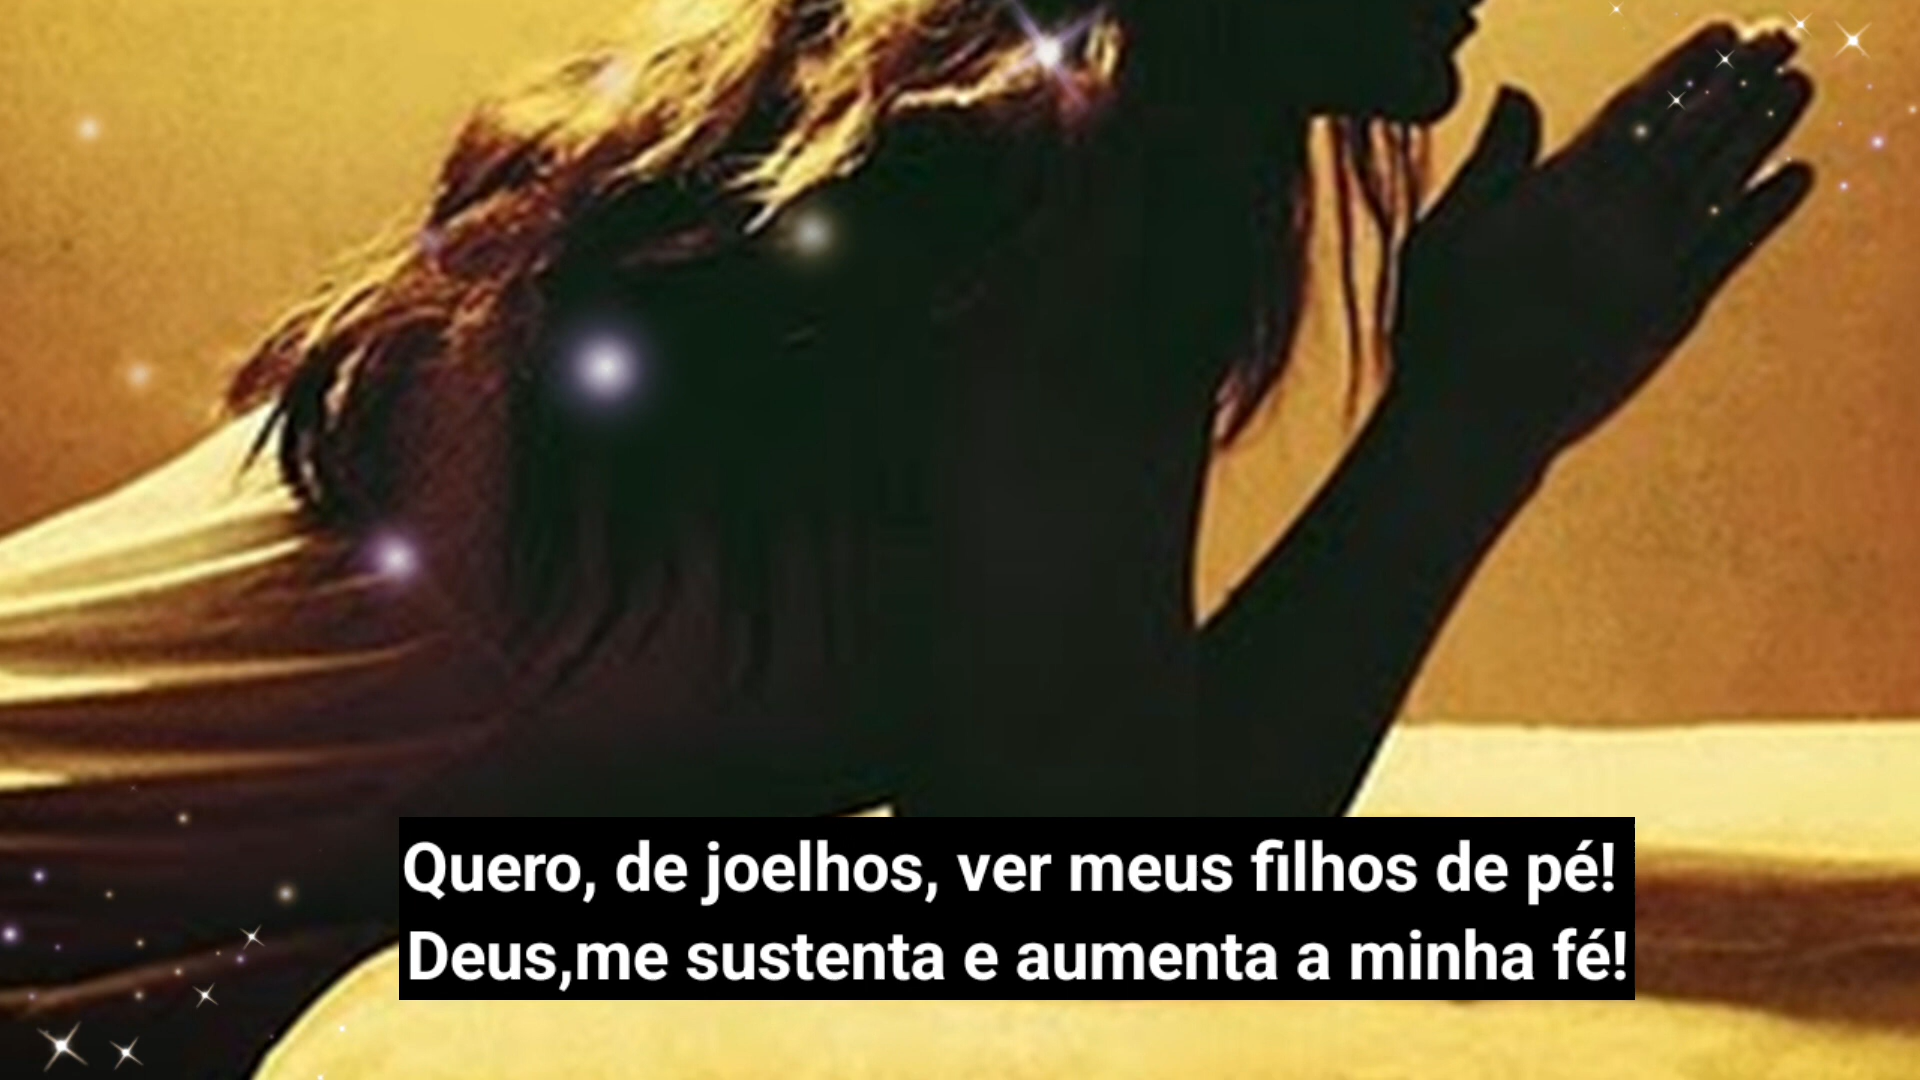 Quero, de joelhos, ver meus filhos de pé!
Deus,me sustenta e aumenta a minha fé!